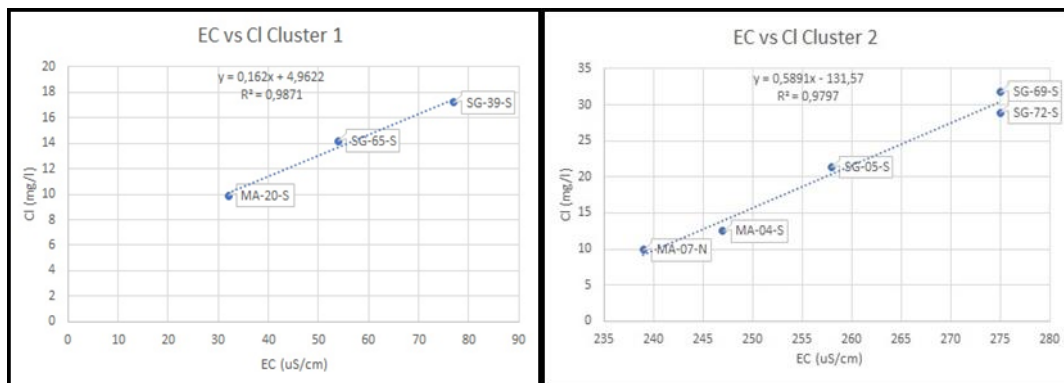 EC vs Cl Cluster 1
y = 0,162x + 4,9622
R² = 0,9871
20
18
16
14
12
10
8
6
4
2
0
Cl (mg/l)
SG-39-S
SG-65-S
MA-20-S
0 10 20 30 40 50 60 70 80 90
EC (uS/cm)
EC vs Cl Cluster 2
y = 0,5891x - 131,57
R² = 0,9797
35
30
25
20
15
10
5
0
Cl (mg/l)
SG-69-S
SG-72-S
SG-05-S
MA-04-S
MA-07-N
235 240 245 250 255 260 265 270 275 280
EC (uS/cm)